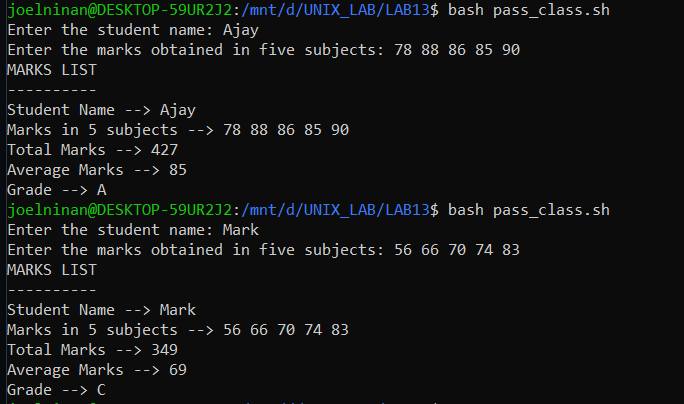 joelninan@DESKTOP-59UR2J2:/mnt/d/UNIX_LAB/LAB13$ bash pass_class.sh
Enter the student name: Ajay
Enter the marks obtained in five subjects: 78 88 86 85 90
MARKS LIST
----------
Student Name --> Ajay
Marks in 5 subjects --> 78 88 86 85 90
Total Marks --> 427
Average Marks --> 85
Grade --> A
joelninan@DESKTOP-59UR2J2:/mnt/d/UNIX_LAB/LAB13$ bash pass_class.sh
Enter the student name: Mark
Enter the marks obtained in five subjects: 56 66 70 74 83
MARKS LIST
----------
Student Name --> Mark
Marks in 5 subjects --> 56 66 70 74 83
Total Marks --> 349
Average Marks --> 69
Grade --> C